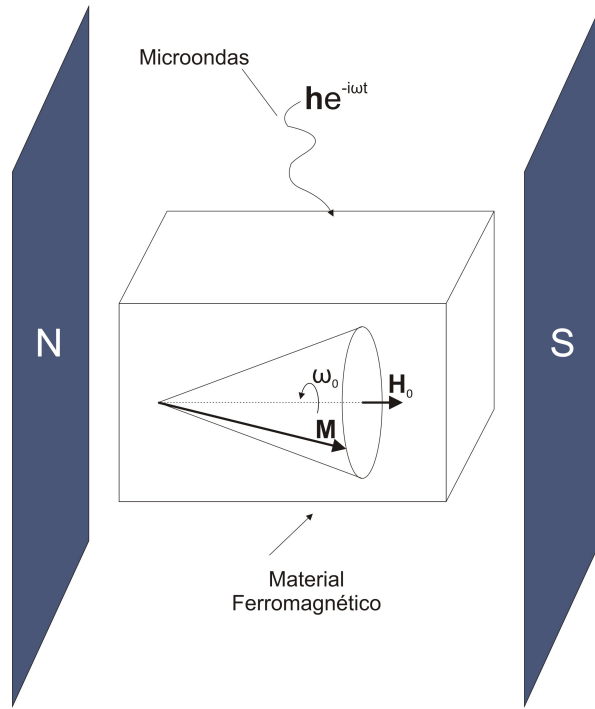 Microondas
he^-iωt
N
S
ω₀
H₀
M
Material
Ferromagnético